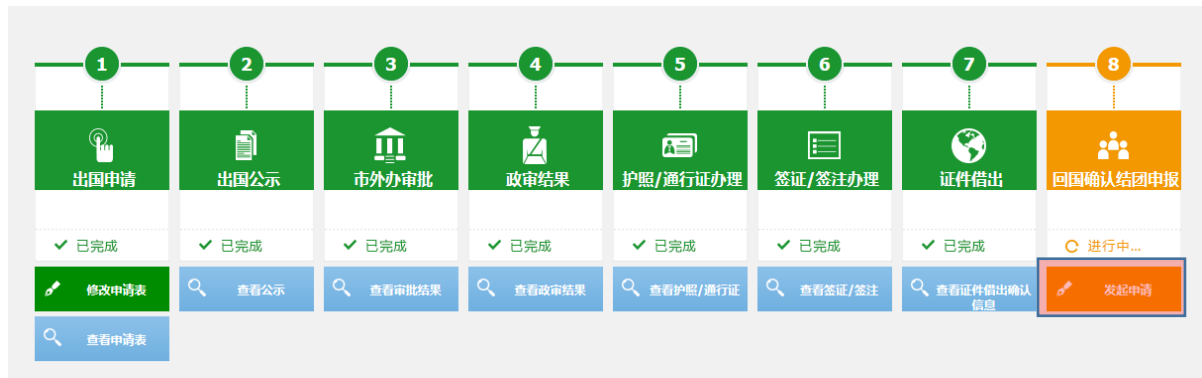 1 2 3 4 5 6 7 8
出国申请 出国公示 市外办审批 政审结果 护照/通行证办理 签证/签注办理 证件借出 回国确认结团申报
已完成 已完成 已完成 已完成 已完成 已完成 已完成 进行中...
修改申请表 查看公示 查看审批结果 查看政审结果 查看护照/通行证 查看签证/签注 查看证件借出确认 发起申请
信息
查看申请表